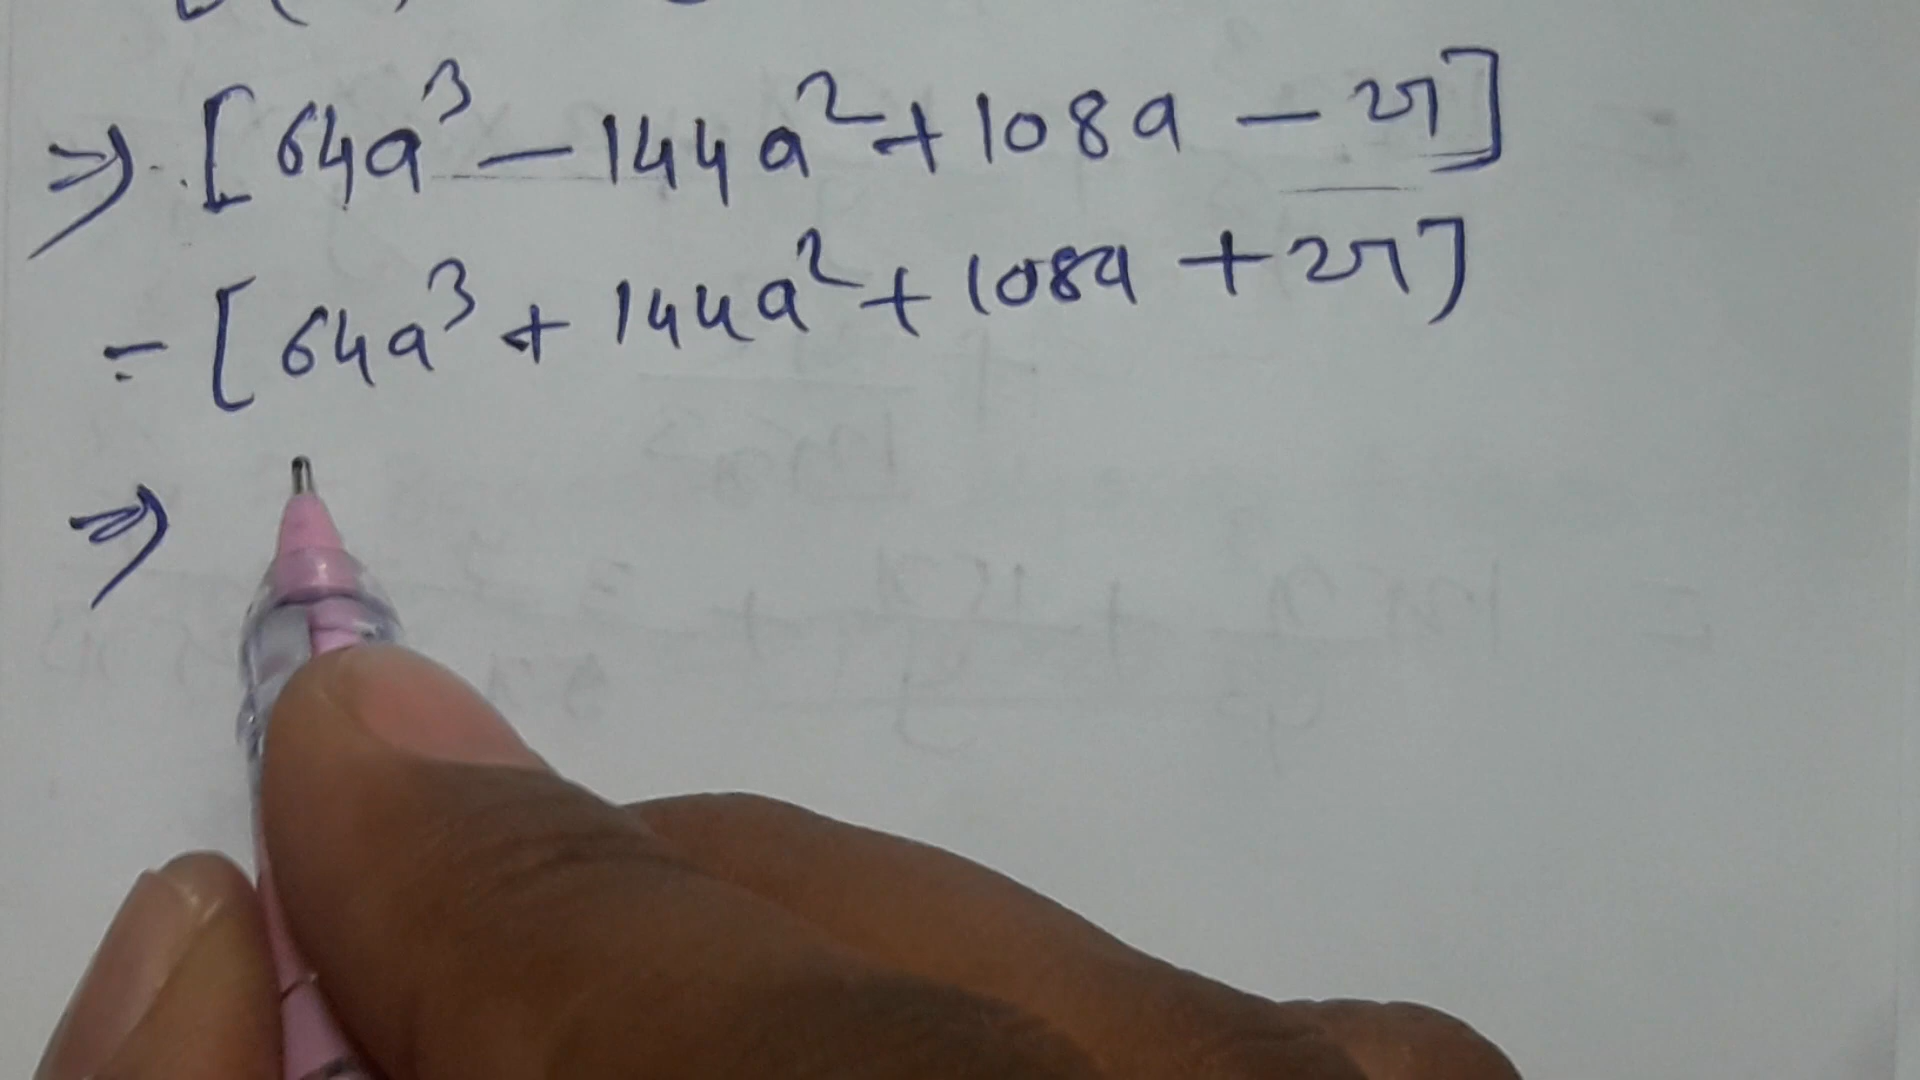 ⇒ [64a³ – 144a² + 108a – 27]
- [64a³ + 144a² + 108a + 27]
⇒